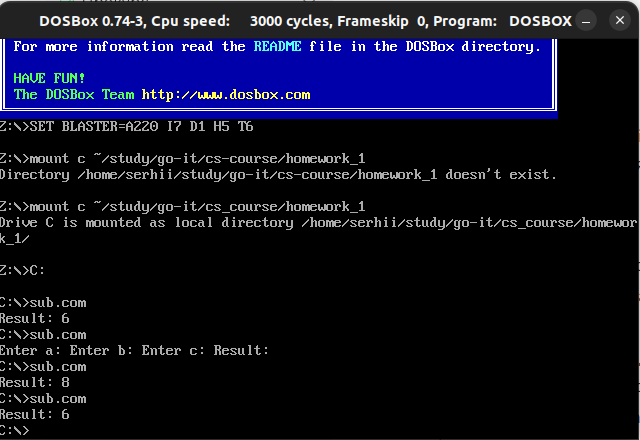 DOSBox 0.74-3, Cpu speed:    3000 cycles, Frameskip  0, Program:   DOSBOX
For more information read the README file in the DOSBox directory.
HAVE FUN!
The DOSBox Team http://www.dosbox.com
Z:\>SET BLASTER=A220 I7 D1 H5 T6
Z:\>mount c ~/study/go-it/cs-course/homework_1
Directory /home/serhii/study/go-it/cs-course/homework_1 doesn't exist.
Z:\>mount c ~/study/go-it/cs_course/homework_1
Drive C is mounted as local directory /home/serhii/study/go-it/cs_course/homewor
k_1/
Z:\>C:
C:\>sub.com
Result: 6
C:\>sub.com
Enter a: Enter b: Enter c: Result:
C:\>sub.com
Result: 8
C:\>sub.com
Result: 6
C:\>